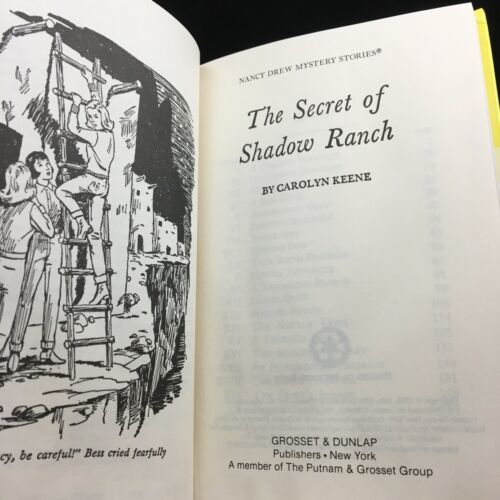 cy, be careful!" Bess cried fearfully
NANCY DREW MYSTERY STORIES®
The Secret of
Shadow Ranch
BY CAROLYN KEENE
GROSSET & DUNLAP
Publishers • New York
A member of The Putnam & Grosset Group